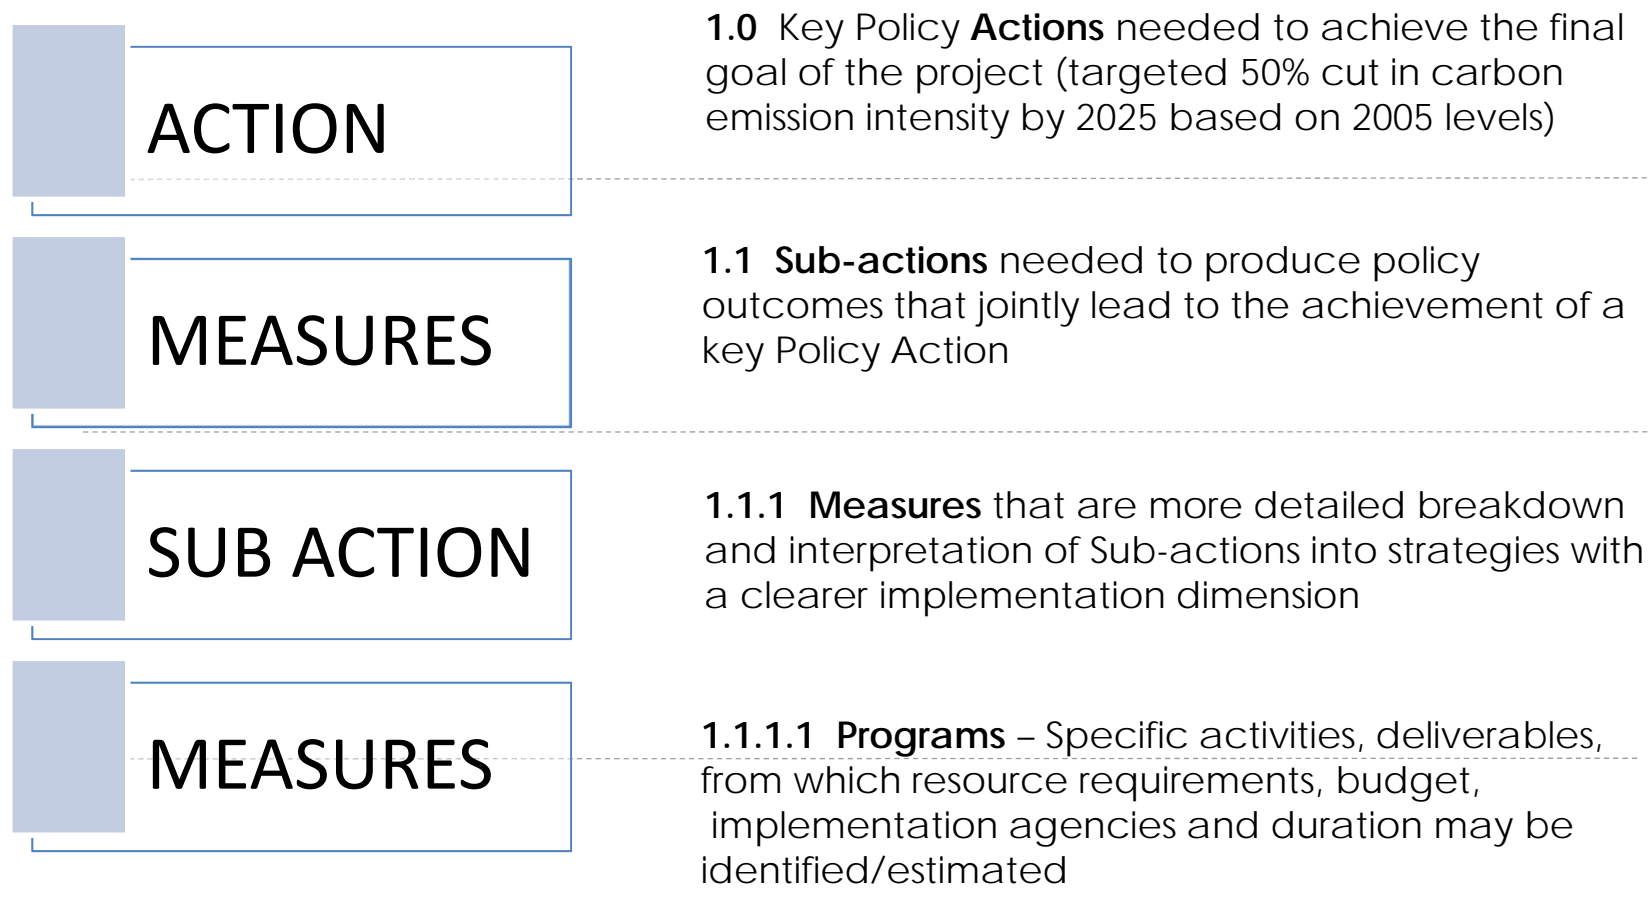 ACTION
1.0 Key Policy Actions needed to achieve the final
goal of the project (targeted 50% cut in carbon
emission intensity by 2025 based on 2005 levels)
MEASURES
1.1 Sub-actions needed to produce policy
outcomes that jointly lead to the achievement of a
key Policy Action
SUB ACTION
1.1.1 Measures that are more detailed breakdown
and interpretation of Sub-actions into strategies with
a clearer implementation dimension
MEASURES
1.1.1.1 Programs – Specific activities, deliverables,
from which resource requirements, budget,
implementation agencies and duration may be
identified/estimated